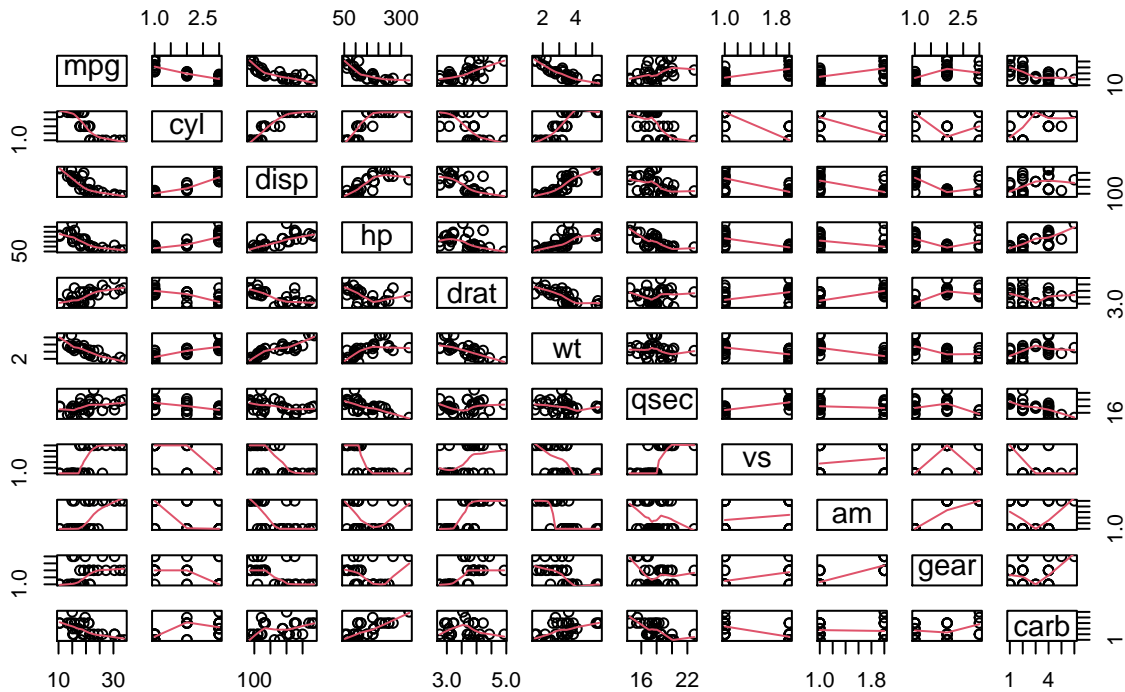 1.0 2.5 50 300 2 4 1.0 1.8 1.0 2.5
mpg 10
1.0 cyl
disp 100
50 hp
drat 3.0
2 wt
qsec 16
1.0 vs
am 1.0
1.0 gear
carb 1
10 30 100 3.0 5.0 16 22 1.0 1.8 1 4